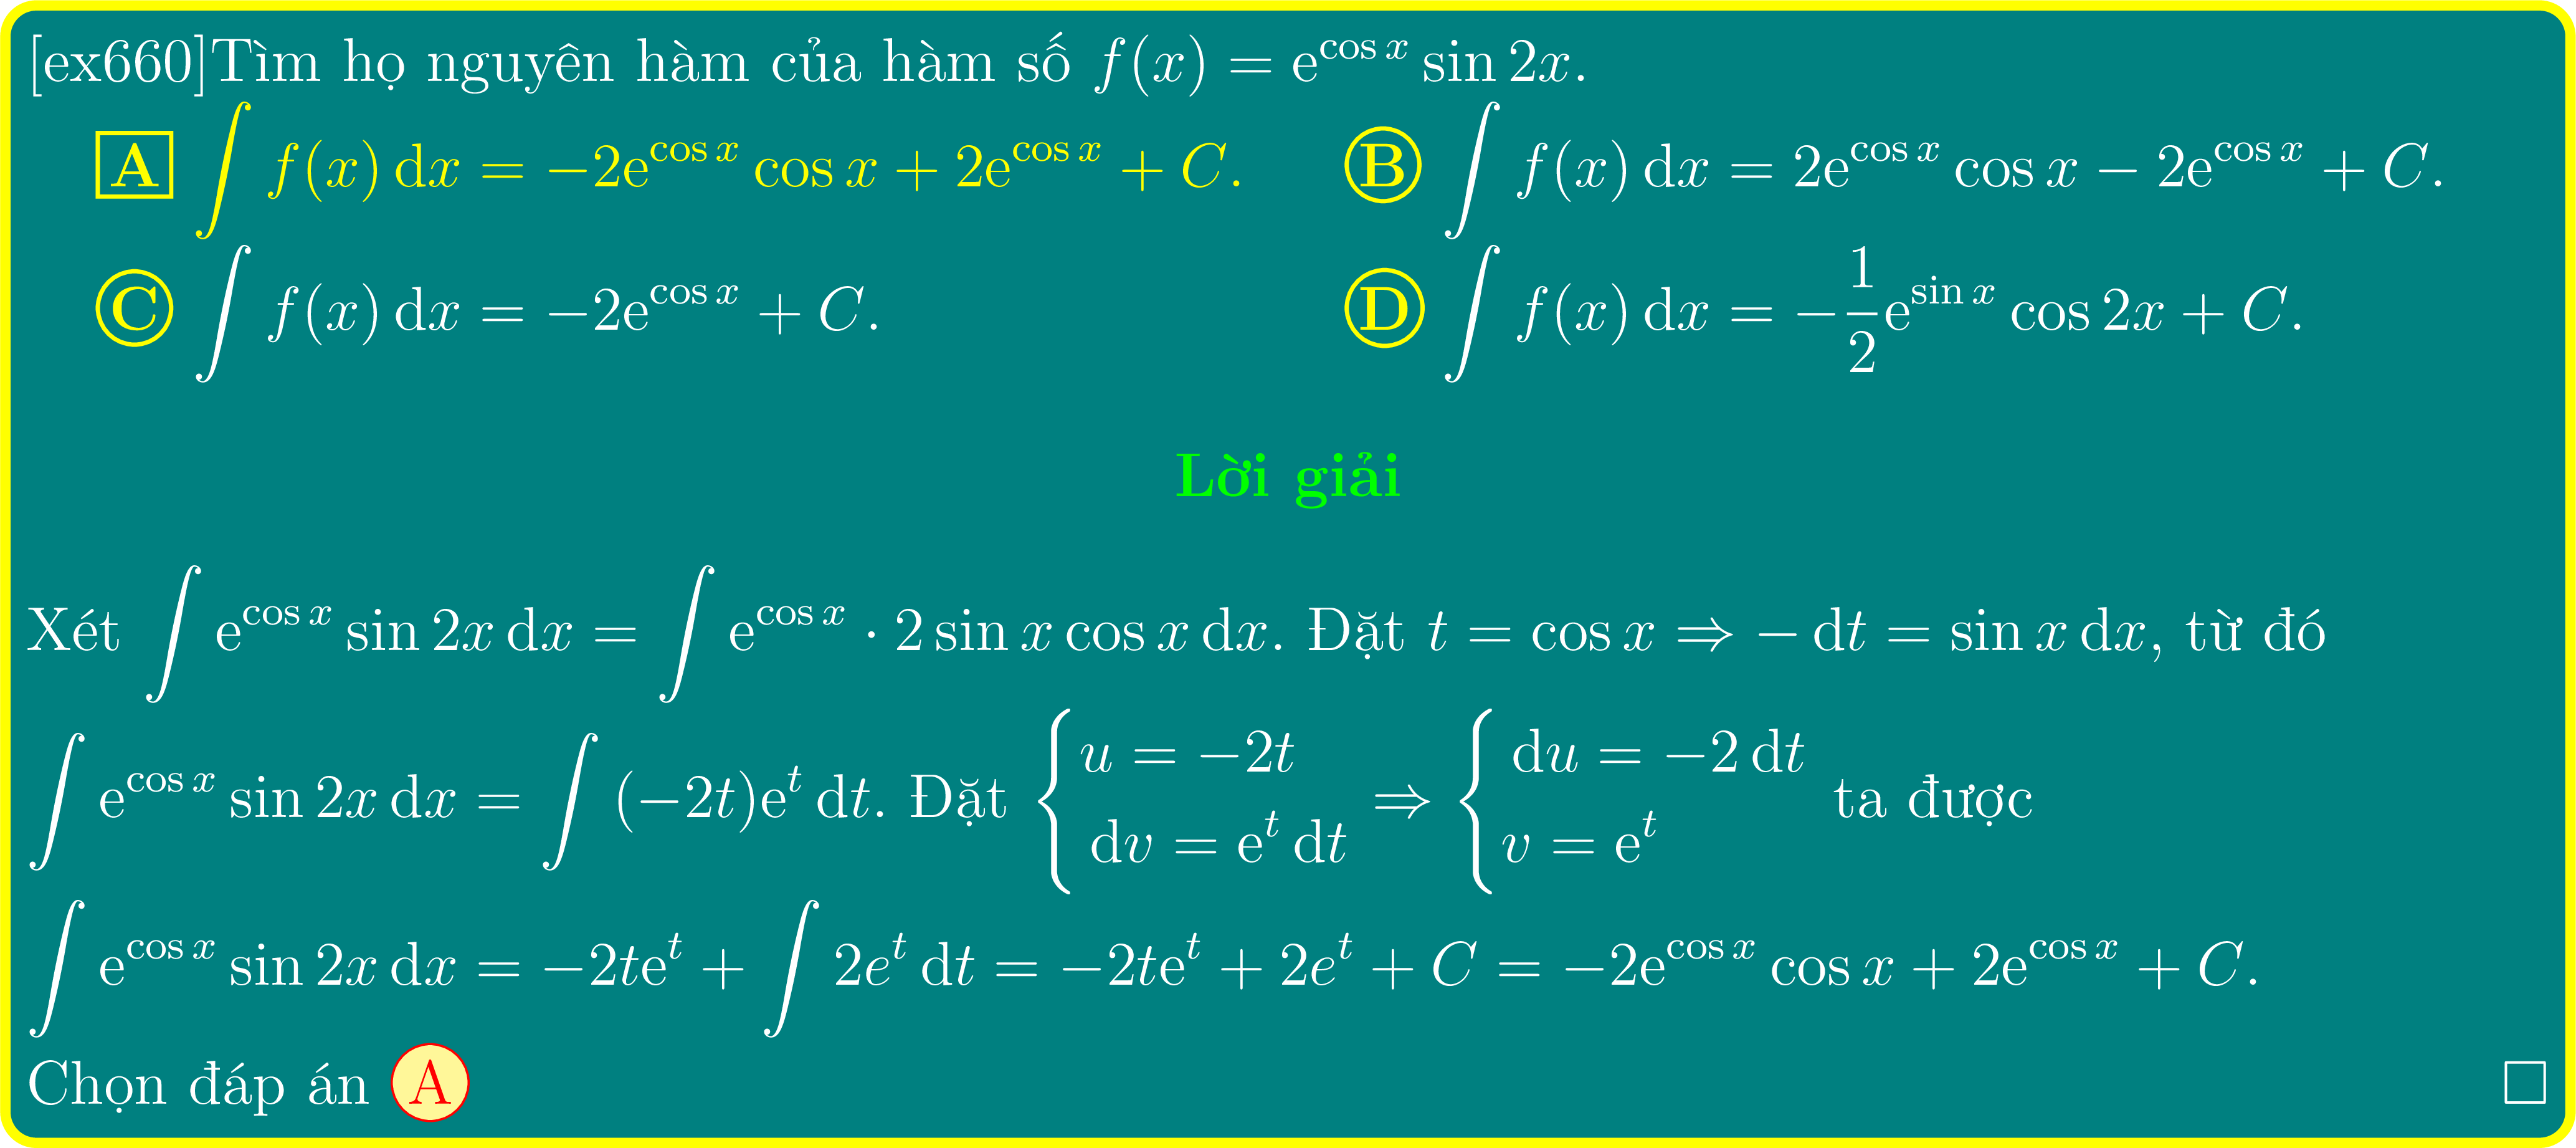 [ex660]Tìm họ nguyên hàm của hàm số $f(x) = \mathrm{e}^{\cos x} \sin 2x$.
A $\int f(x)\,\mathrm{d}x = -2\mathrm{e}^{\cos x} \cos x + 2\mathrm{e}^{\cos x} + C$. B $\int f(x)\,\mathrm{d}x = 2\mathrm{e}^{\cos x} \cos x - 2\mathrm{e}^{\cos x} + C$.
C $\int f(x)\,\mathrm{d}x = -2\mathrm{e}^{\cos x} + C$. D $\int f(x)\,\mathrm{d}x = -\frac{1}{2}\mathrm{e}^{\sin x} \cos 2x + C$.
Lời giải
Xét $\int \mathrm{e}^{\cos x} \sin 2x\,\mathrm{d}x = \int \mathrm{e}^{\cos x} \cdot 2 \sin x \cos x\,\mathrm{d}x$. Đặt $t = \cos x \Rightarrow -\,\mathrm{d}t = \sin x\,\mathrm{d}x$, từ đó
$\int \mathrm{e}^{\cos x} \sin 2x\,\mathrm{d}x = \int (-2t)\mathrm{e}^t\,\mathrm{d}t$. Đặt $\begin{cases} u = -2t \\ \mathrm{d}v = \mathrm{e}^t\,\mathrm{d}t \end{cases} \Rightarrow \begin{cases} \mathrm{d}u = -2\,\mathrm{d}t \\ v = \mathrm{e}^t \end{cases}$ ta được
$\int \mathrm{e}^{\cos x} \sin 2x\,\mathrm{d}x = -2t\mathrm{e}^t + \int 2e^t\,\mathrm{d}t = -2t\mathrm{e}^t + 2e^t + C = -2\mathrm{e}^{\cos x} \cos x + 2\mathrm{e}^{\cos x} + C$.
Chọn đáp án A □